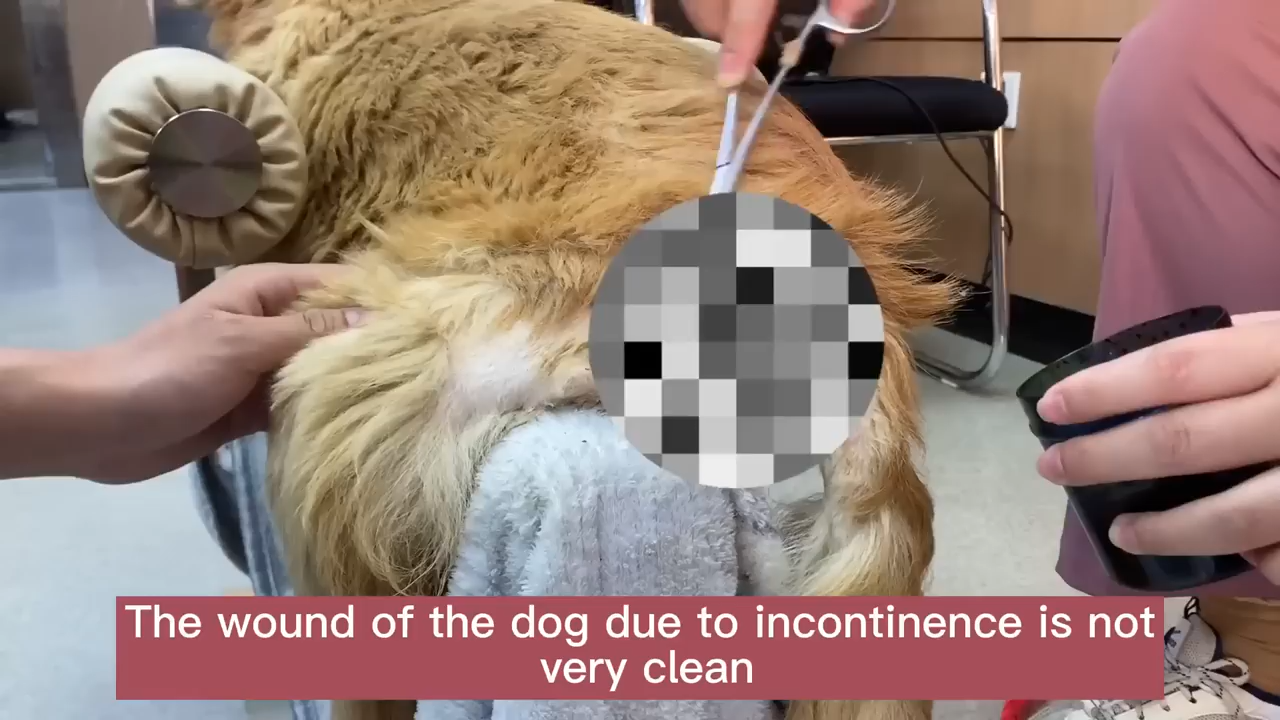 The wound of the dog due to incontinence is not
very clean